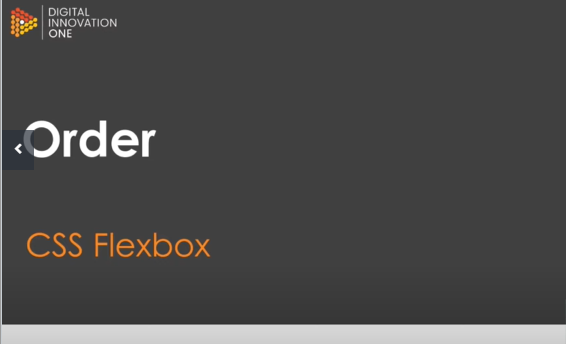 DIGITAL
INNOVATION
ONE
Order
CSS Flexbox